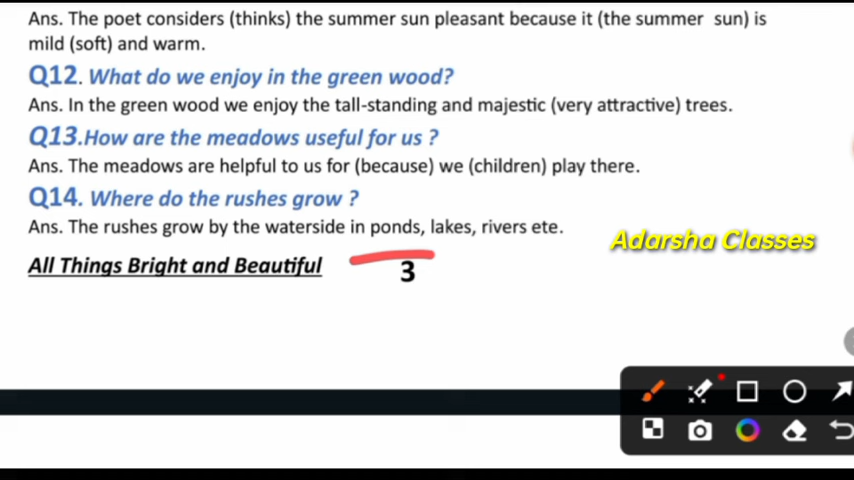 Ans. The poet considers (thinks) the summer sun pleasant because it (the summer sun) is
mild (soft) and warm.
Q12. What do we enjoy in the green wood?
Ans. In the green wood we enjoy the tall-standing and majestic (very attractive) trees.
Q13.How are the meadows useful for us ?
Ans. The meadows are helpful to us for (because) we (children) play there.
Q14. Where do the rushes grow ?
Ans. The rushes grow by the waterside in ponds, lakes, rivers ete.
Adarsha Classes
All Things Bright and Beautiful 3